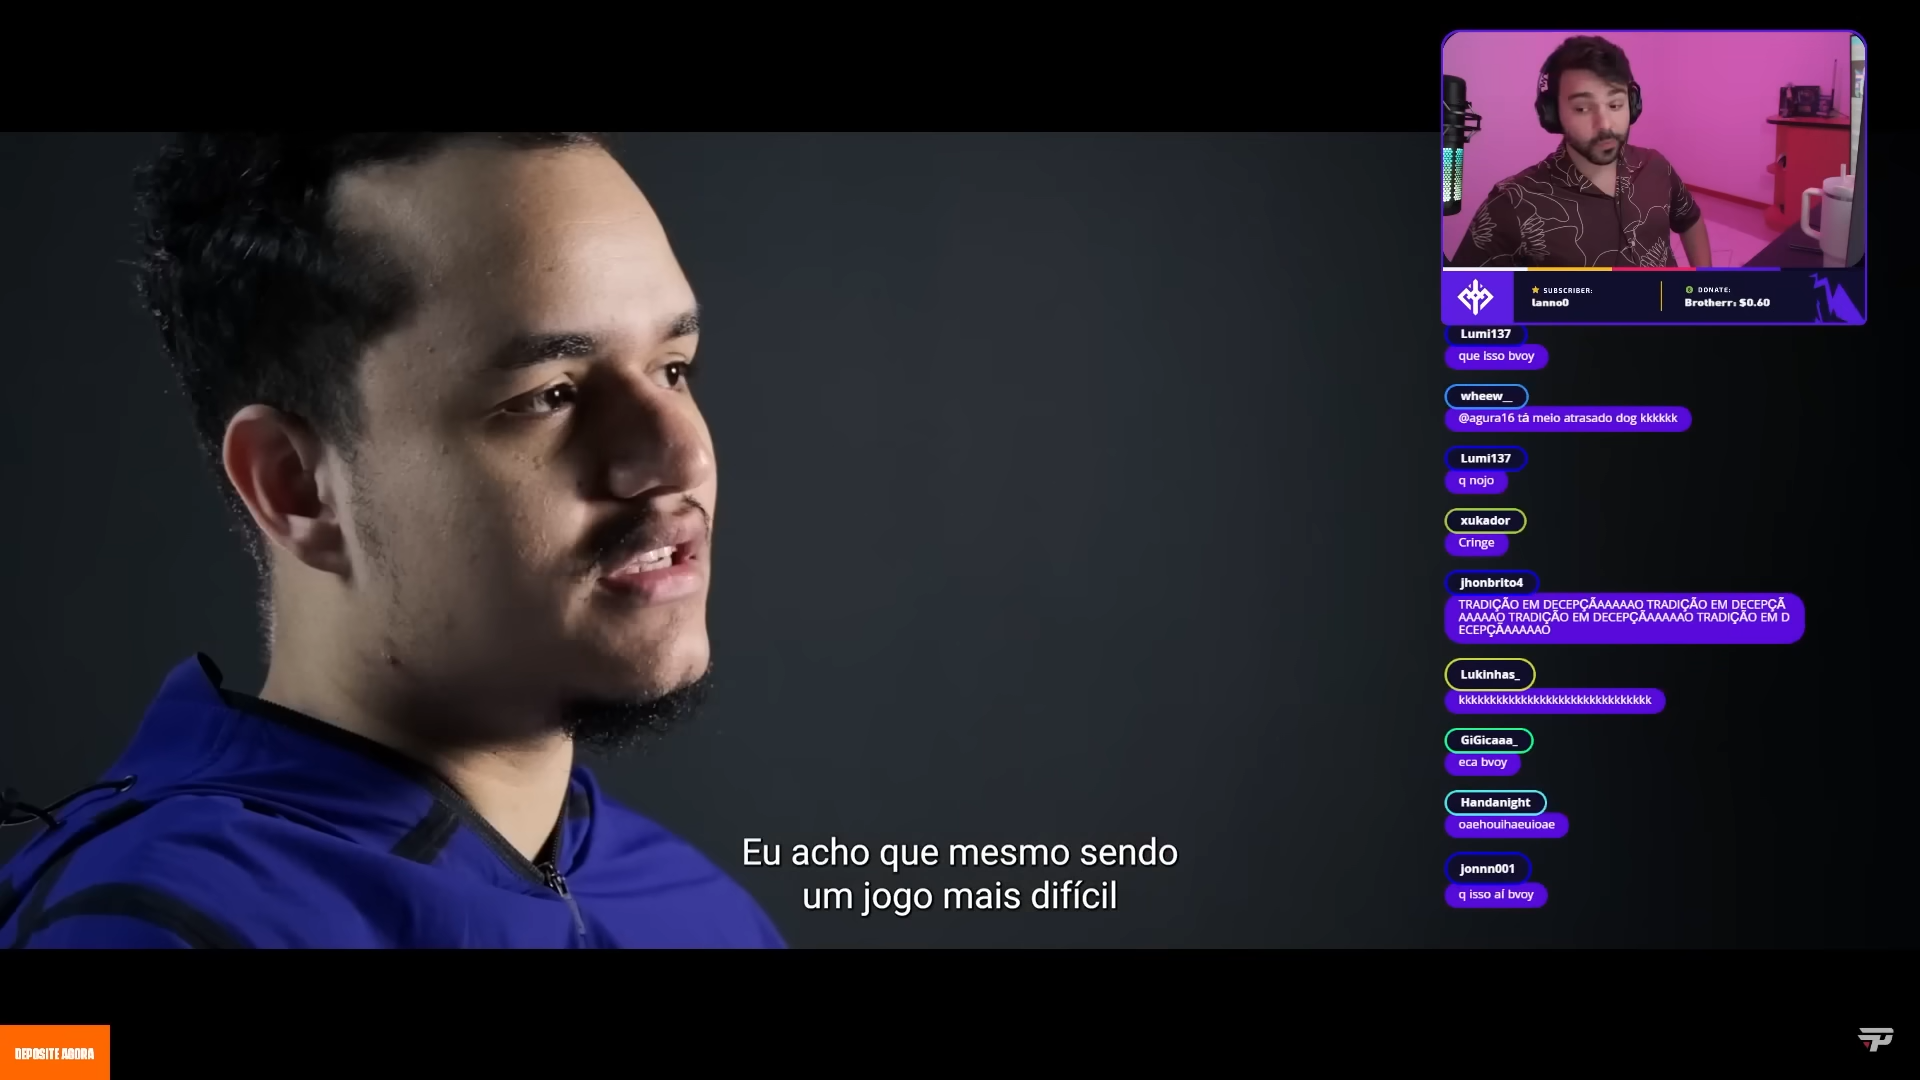 SUBSCRIBER:
lanno0
DONATE:
Brotherr: $0.60
Lumi137
que isso bvoy
wheew__
@agura16 tá meio atrasado dog kkkkkk
Lumi137
q nojo
xukador
Cringe
jhonbrito4
TRADIÇÃO EM DECEPÇÃAAAAAO TRADIÇÃO EM DECEPÇÃ
AAAAAO TRADIÇÃO EM DECEPÇÃAAAAAO TRADIÇÃO EM D
ECEPÇÃAAAAAO
Lukinhas_
kkkkkkkkkkkkkkkkkkkkkkkkkkkkkkk
GiGicaaa_
eca bvoy
Handanight
oaehouihaeuioae
jonnn001
q isso aí bvoy
Eu acho que mesmo sendo
um jogo mais difícil
DEPOSITE AGORA